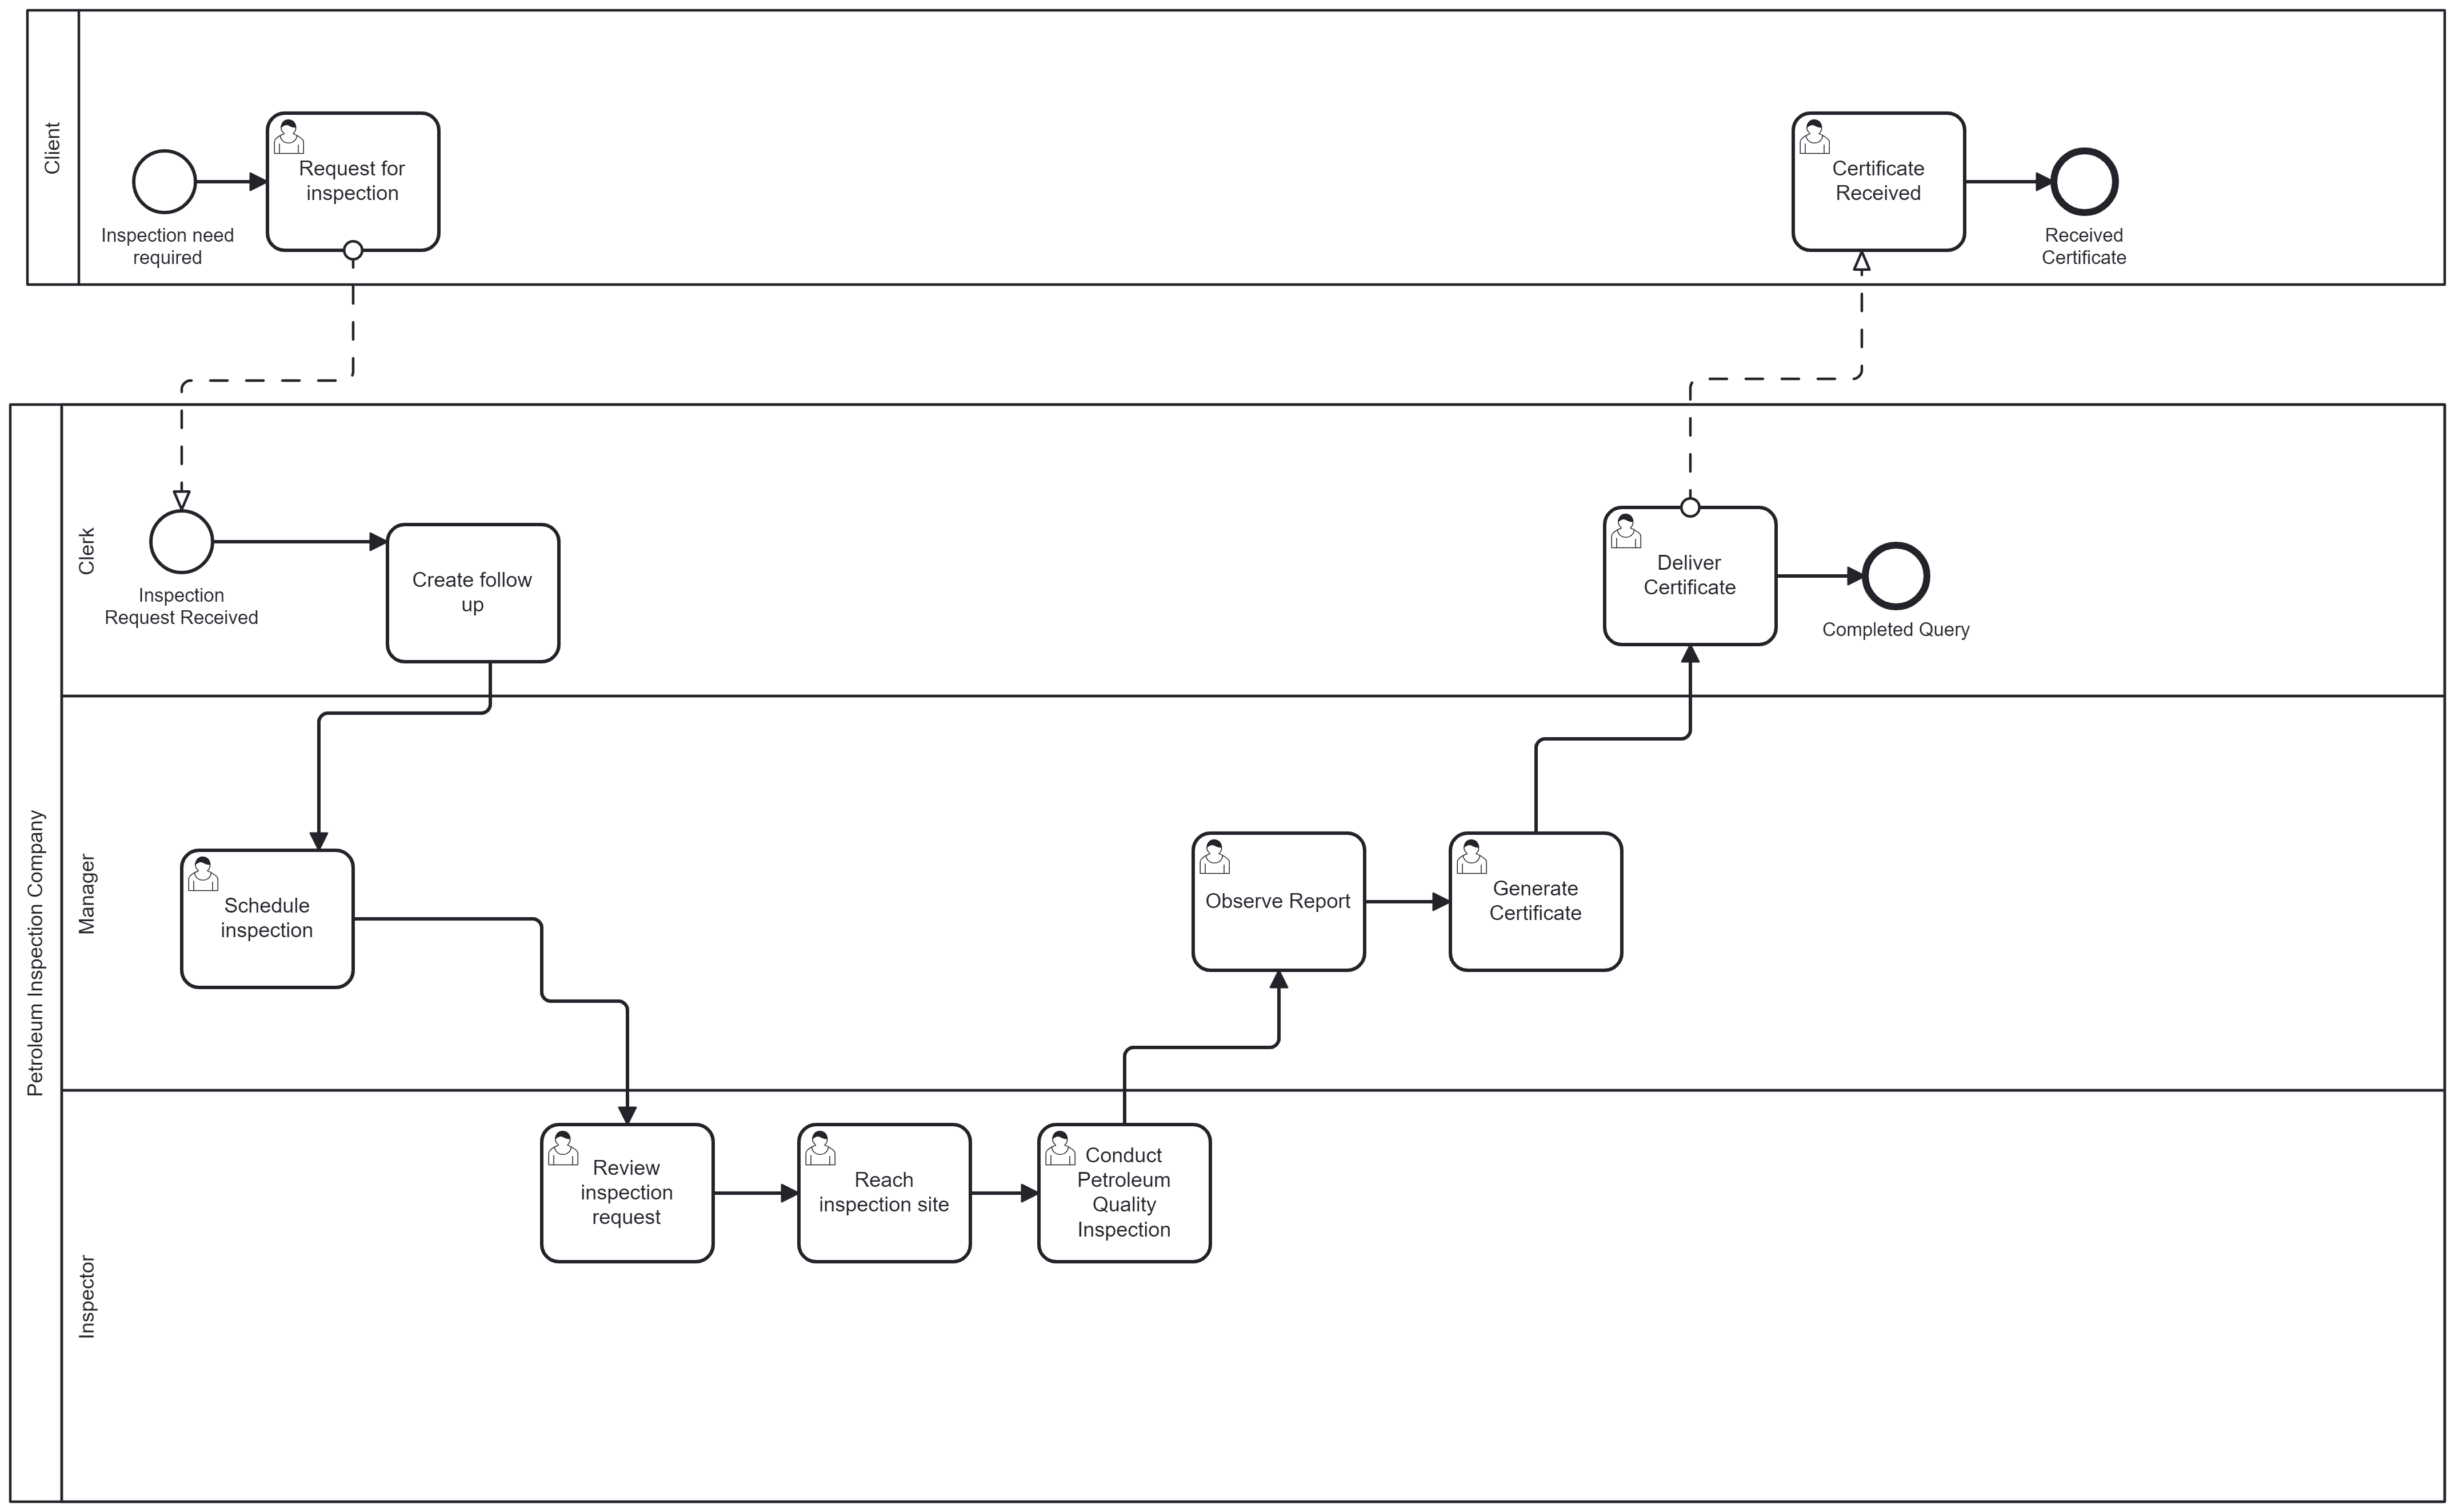 Client
Inspection need
required
Request for
inspection
Certificate
Received
Received
Certificate
Petroleum Inspection Company
Clerk
Inspection
Request Received
Create follow
up
Deliver
Certificate
Completed Query
Manager
Schedule
inspection
Observe Report
Generate
Certificate
Inspector
Review
inspection
request
Reach
inspection site
Conduct
Petroleum
Quality
Inspection